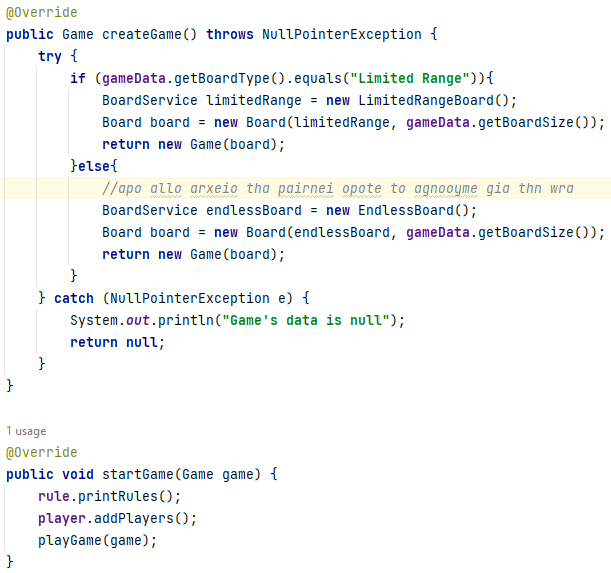 @Override
public Game createGame() throws NullPointerException {
    try {
        if (gameData.getBoardType().equals("Limited Range")){
            BoardService limitedRange = new LimitedRangeBoard();
            Board board = new Board(limitedRange, gameData.getBoardSize());
            return new Game(board);
        }else{
            //apo allo arxeio tha pairnei opote to agnooyme gia thn wra
            BoardService endlessBoard = new EndlessBoard();
            Board board = new Board(endlessBoard, gameData.getBoardSize());
            return new Game(board);
        }
    } catch (NullPointerException e) {
        System.out.println("Game's data is null");
        return null;
    }
}
1 usage
@Override
public void startGame(Game game) {
    rule.printRules();
    player.addPlayers();
    playGame(game);
}